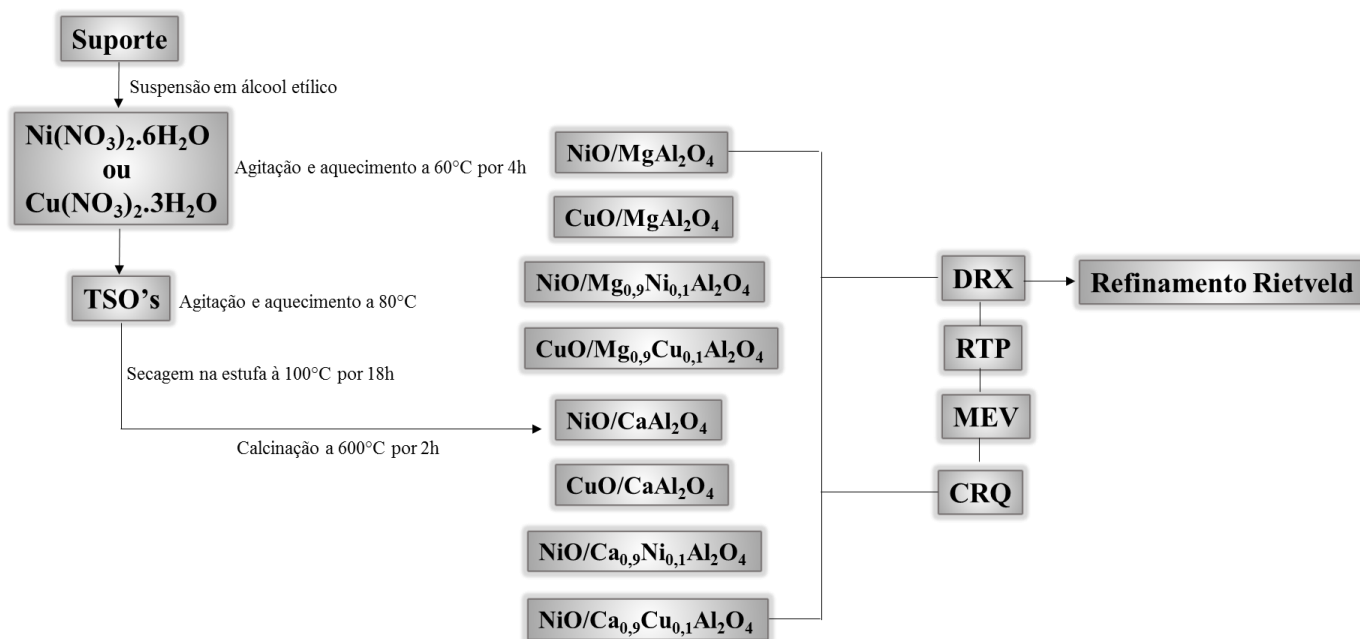 Suporte
Suspensão em álcool etílico
Ni(NO₃)₂.6H₂O
ou
Cu(NO₃)₂.3H₂O
Agitação e aquecimento a 60°C por 4h
TSO’s
Agitação e aquecimento a 80°C
Secagem na estufa à 100°C por 18h
Calcinação a 600°C por 2h
NiO/MgAl₂O₄
CuO/MgAl₂O₄
NiO/Mg₀,₉Ni₀,₁Al₂O₄
CuO/Mg₀,₉Cu₀,₁Al₂O₄
NiO/CaAl₂O₄
CuO/CaAl₂O₄
NiO/Ca₀,₉Ni₀,₁Al₂O₄
NiO/Ca₀,₉Cu₀,₁Al₂O₄
DRX
Refinamento Rietveld
RTP
MEV
CRQ